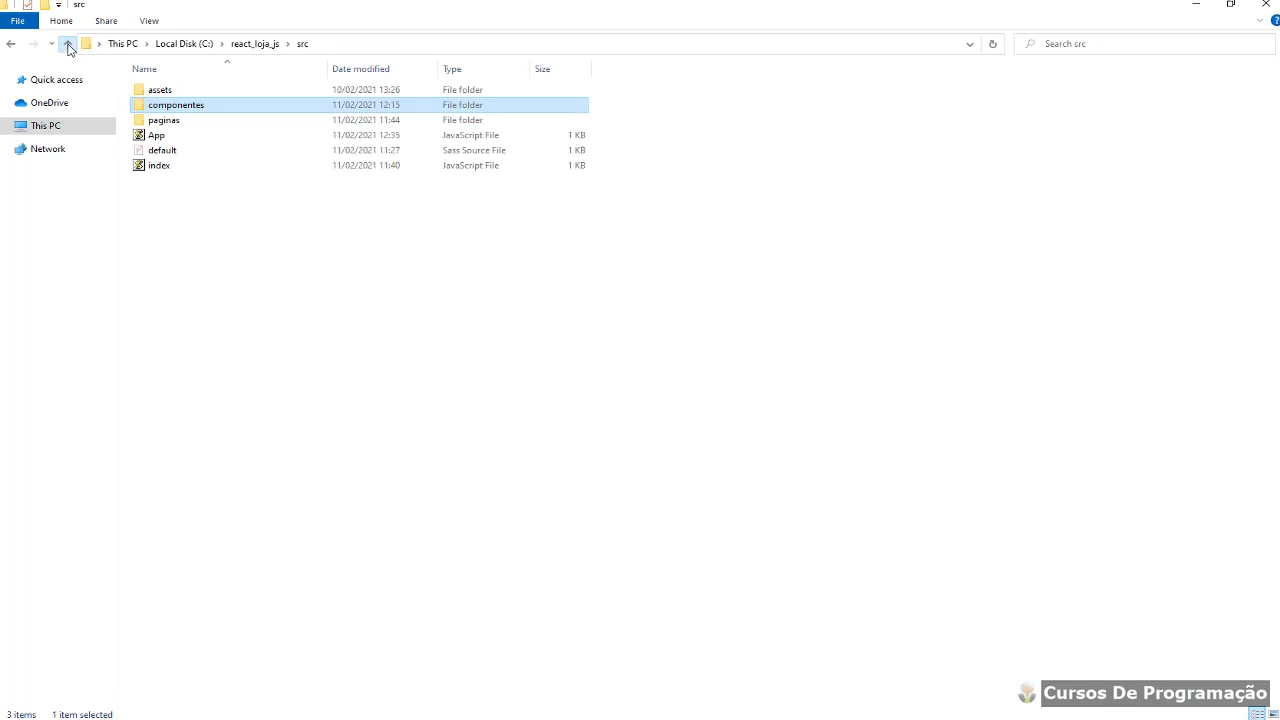 src
File Home Share View
This PC Local Disk (C:) react_loja_js src Search src
Name Date modified Type Size
Quick access
OneDrive
This PC
Network
assets 10/02/2021 13:26 File folder
componentes 11/02/2021 12:15 File folder
paginas 11/02/2021 11:44 File folder
App 11/02/2021 12:35 JavaScript File 1 KB
default 11/02/2021 11:27 Sass Source File 1 KB
index 11/02/2021 11:40 JavaScript File 1 KB
Cursos De Programação
3 items 1 item selected